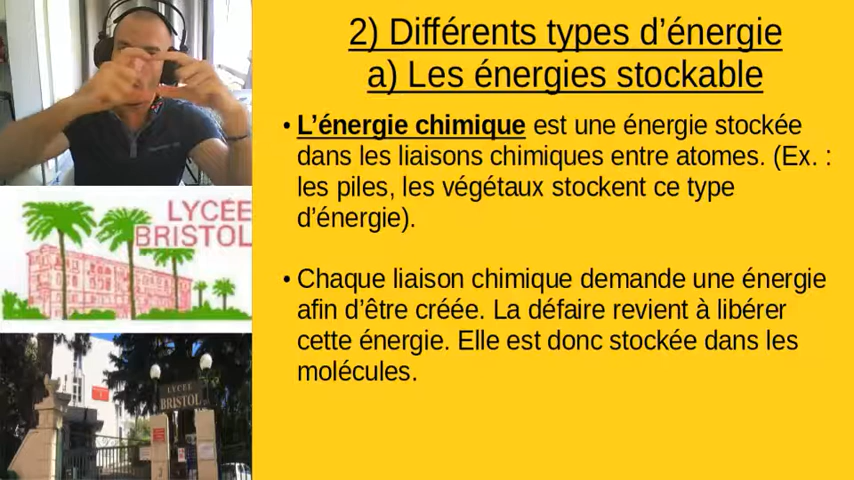 2) Différents types d’énergie
a) Les énergies stockable
• L’énergie chimique est une énergie stockée
dans les liaisons chimiques entre atomes. (Ex. :
les piles, les végétaux stockent ce type
d’énergie).
• Chaque liaison chimique demande une énergie
afin d’être créée. La défaire revient à libérer
cette énergie. Elle est donc stockée dans les
molécules.
LYCÉE
BRISTOL
LYCEE
BRISTOL